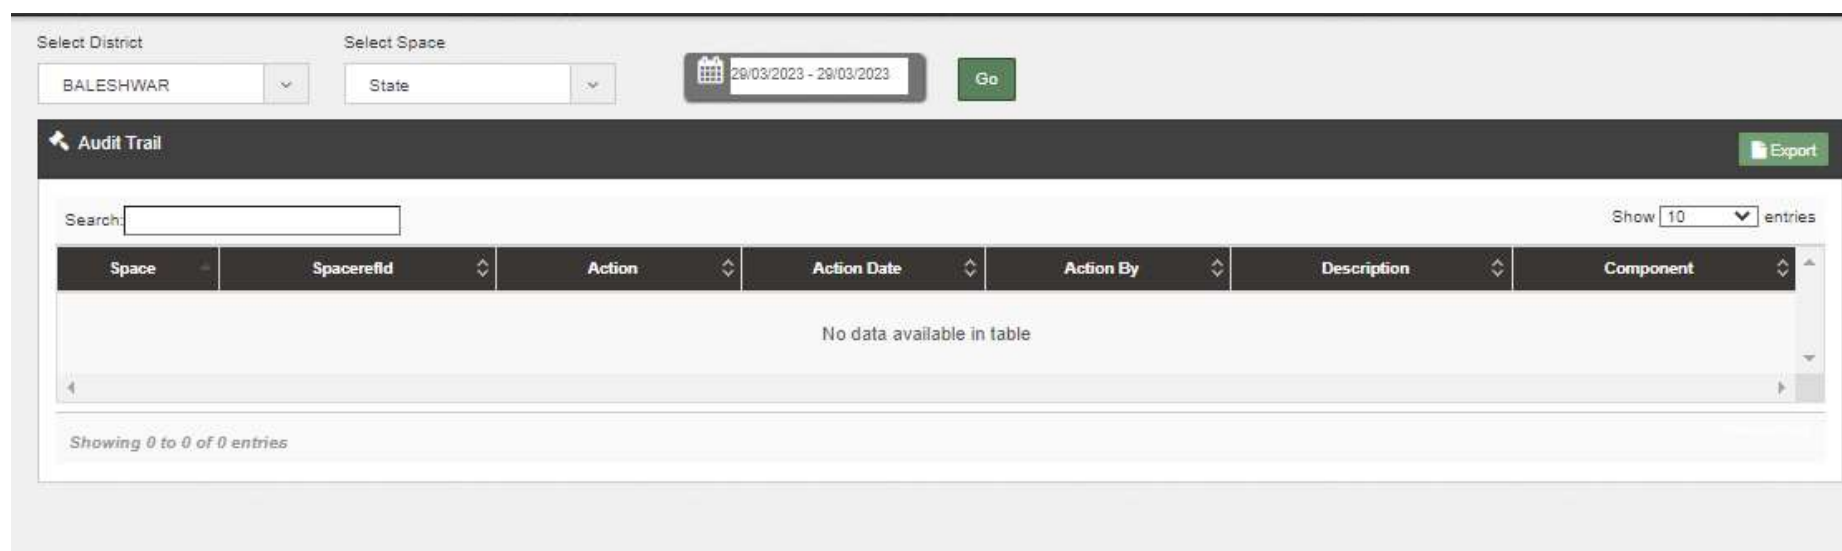 Select District
Select Space
BALESHWAR
State
29/03/2023 - 29/03/2023
Go
Audit Trail
Export
Search:
Show 10 entries
Space SpacerefId Action Action Date Action By Description Component
No data available in table
Showing 0 to 0 of 0 entries